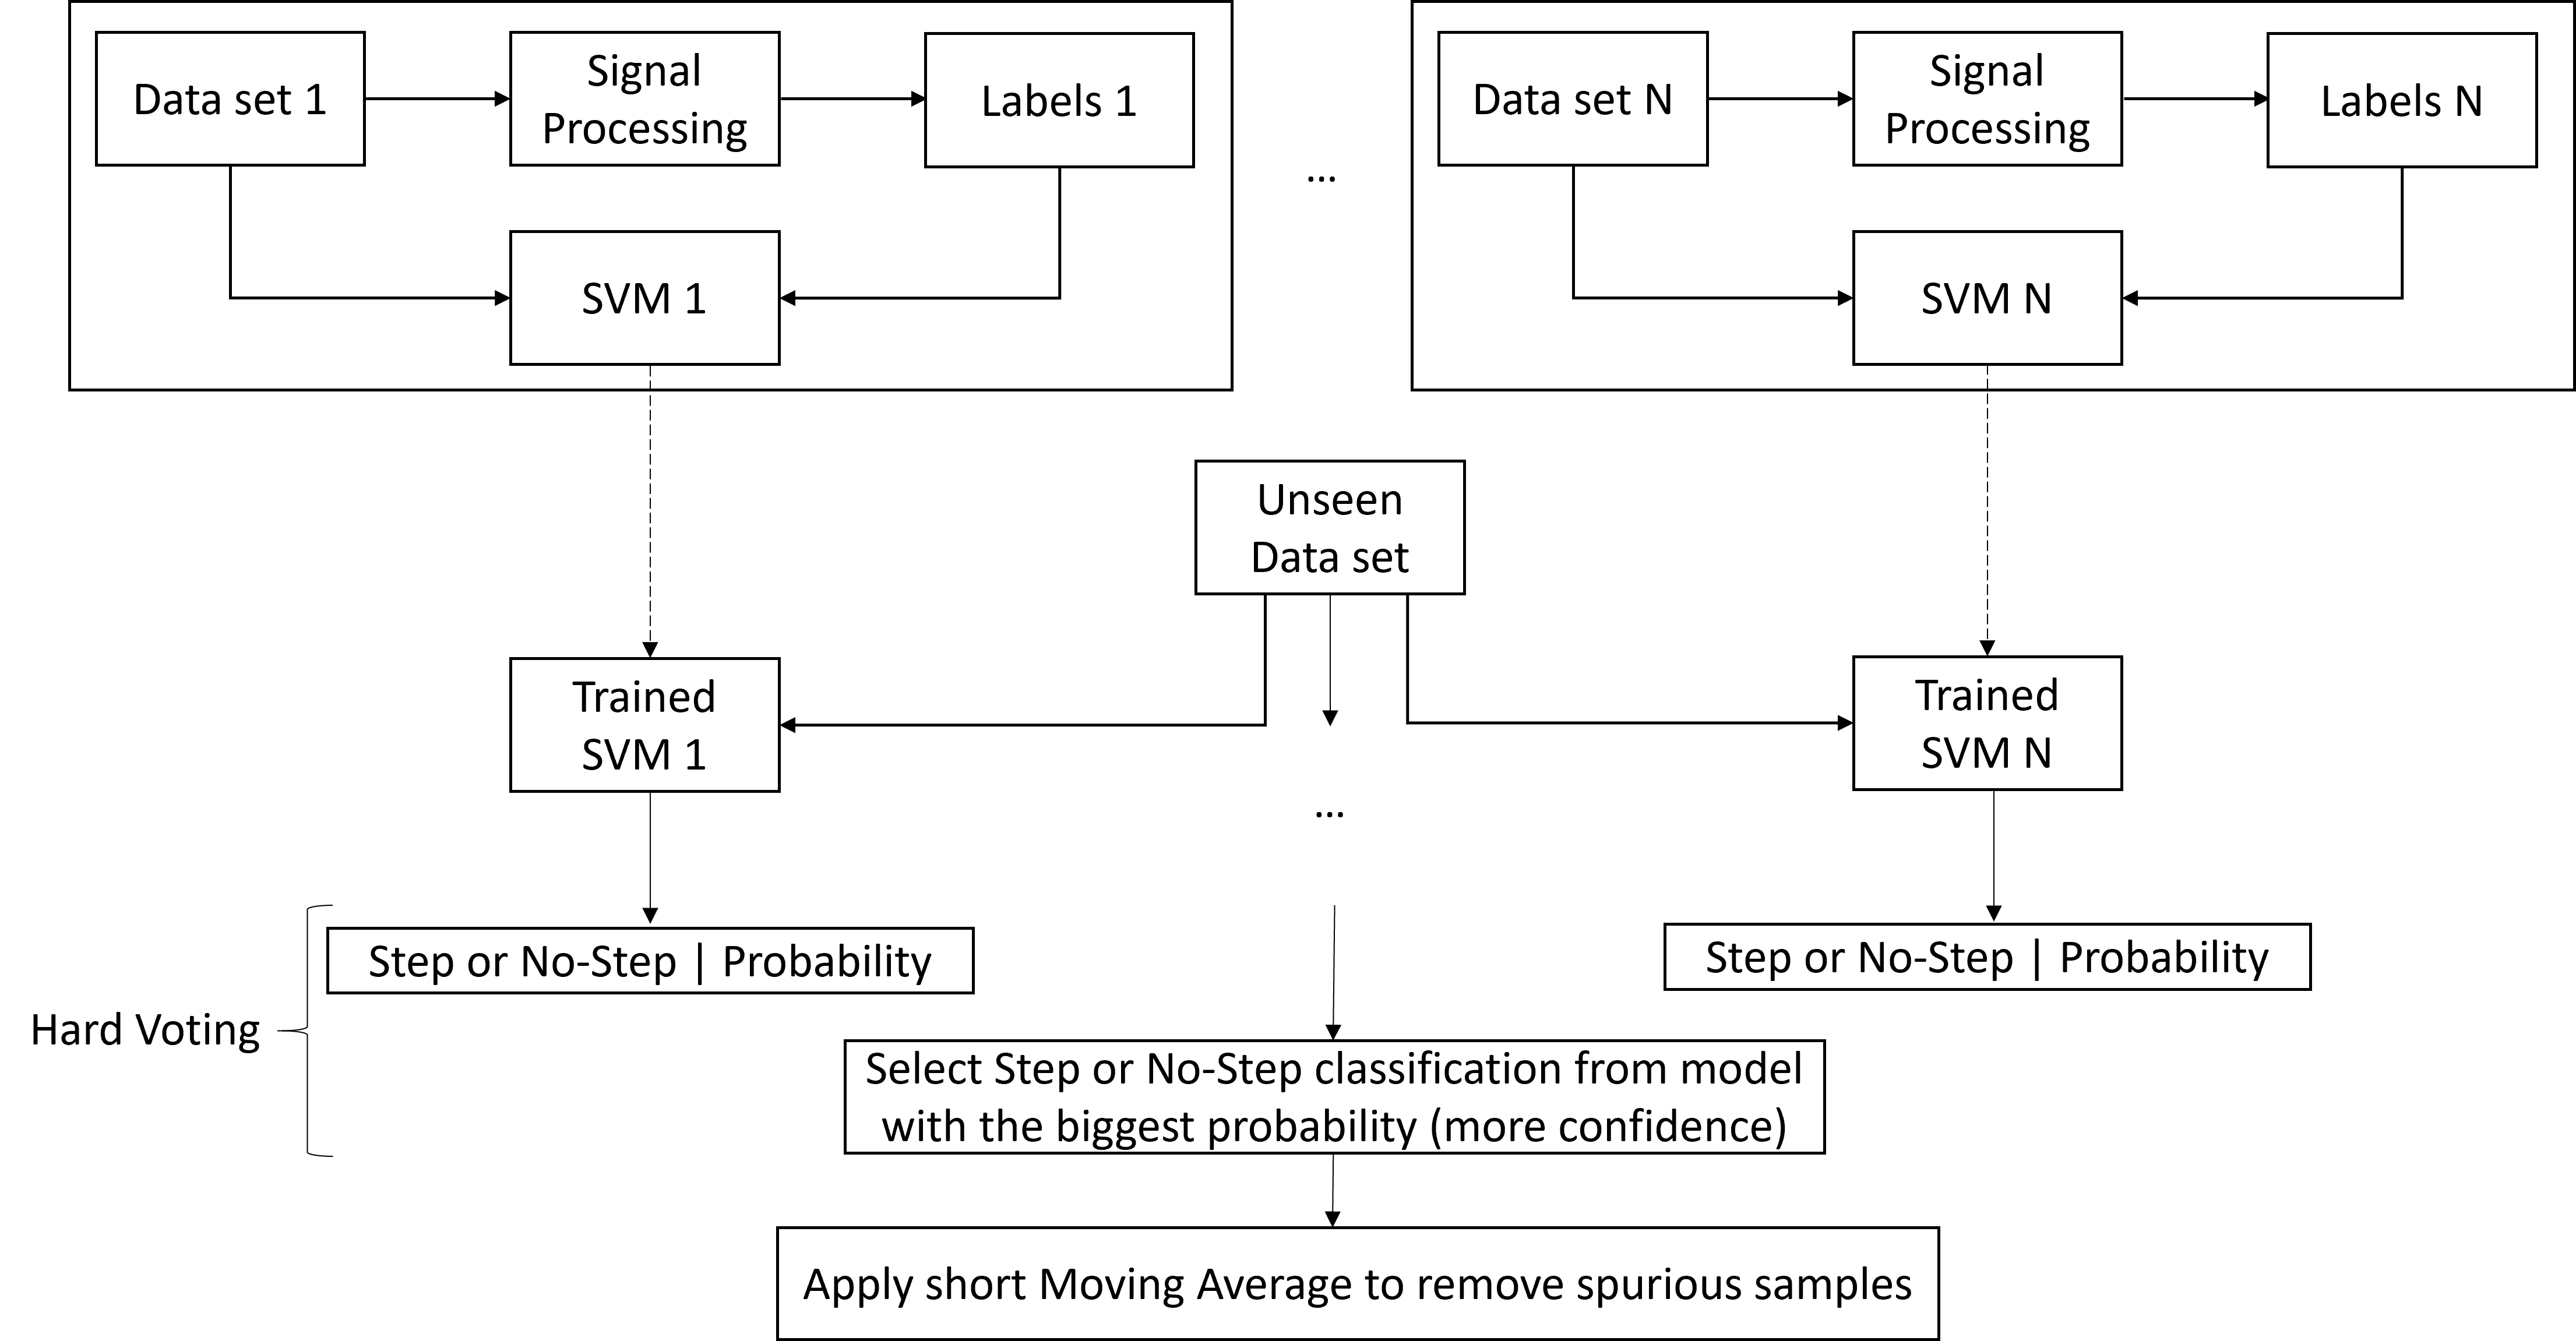 Data set 1
Signal
Processing
Labels 1
Data set N
Signal
Processing
Labels N
...
SVM 1
SVM N
Unseen
Data set
Trained
SVM 1
Trained
SVM N
...
Step or No-Step | Probability
Step or No-Step | Probability
Hard Voting
Select Step or No-Step classification from model
with the biggest probability (more confidence)
Apply short Moving Average to remove spurious samples